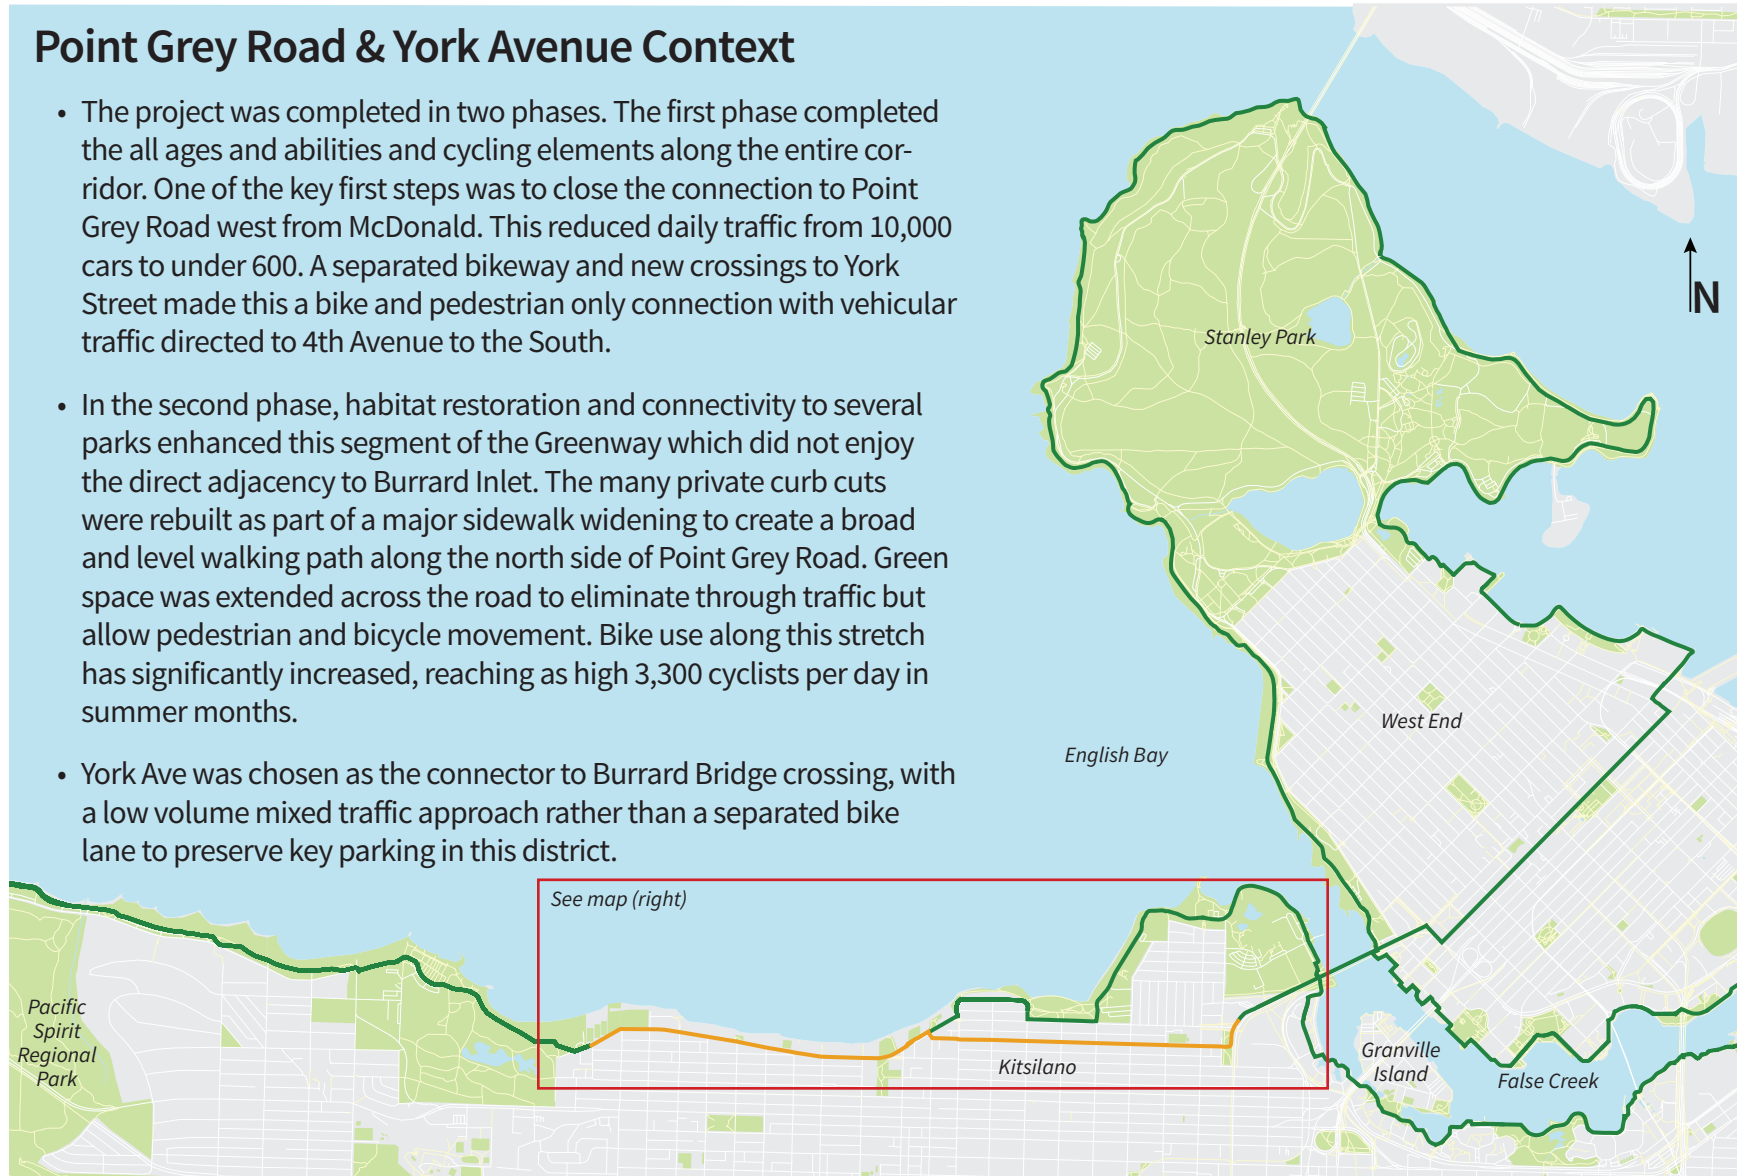 Point Grey Road & York Avenue Context
• The project was completed in two phases. The first phase completed
the all ages and abilities and cycling elements along the entire cor-
ridor. One of the key first steps was to close the connection to Point
Grey Road west from McDonald. This reduced daily traffic from 10,000
cars to under 600. A separated bikeway and new crossings to York
Street made this a bike and pedestrian only connection with vehicular
traffic directed to 4th Avenue to the South.
• In the second phase, habitat restoration and connectivity to several
parks enhanced this segment of the Greenway which did not enjoy
the direct adjacency to Burrard Inlet. The many private curb cuts
were rebuilt as part of a major sidewalk widening to create a broad
and level walking path along the north side of Point Grey Road. Green
space was extended across the road to eliminate through traffic but
allow pedestrian and bicycle movement. Bike use along this stretch
has significantly increased, reaching as high 3,300 cyclists per day in
summer months.
• York Ave was chosen as the connector to Burrard Bridge crossing, with
a low volume mixed traffic approach rather than a separated bike
lane to preserve key parking in this district.
N
Stanley Park
West End
English Bay
See map (right)
Pacific
Spirit
Regional
Park
Kitsilano
Granville
Island
False Creek